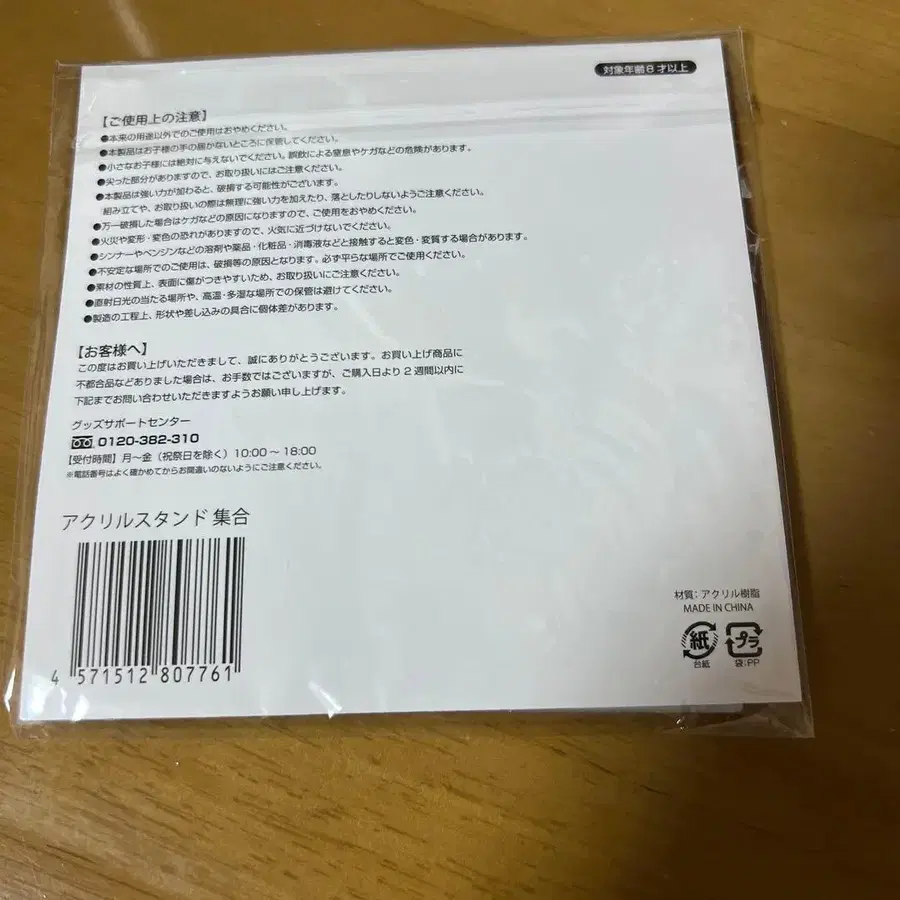 対象年齢8才以上
【ご使用上の注意】
●本来の用途以外でのご使用はおやめください。
●本製品はお子様の手の届かないところに保管してください。
●小さなお子様には絶対に与えないでください。誤飲による窒息やケガなどの危険があります。
●尖った部分がありますので、お取り扱いにはご注意ください。
●本製品は強い力が加わると、破損する可能性がございます。
組み立てや、お取り扱いの際は無理に強い力を加えたり、落としたりしないようご注意ください。
●万一破損した場合はケガなどの原因になりますので、ご使用をおやめください。
●火災や変形・変色の恐れがありますので、火気に近づけないでください。
●シンナーやベンジンなどの溶剤や薬品・化粧品・消毒液などと接触すると変色・変質する場合があります。
●不安定な場所でのご使用は、破損等の原因となります。必ず平らな場所でご使用ください。
●素材の性質上、表面に傷がつきやすいため、お取り扱いにご注意ください。
●直射日光の当たる場所や、高温・多湿な場所での保管は避けてください。
●製造の工程上、形状や差し込みの具合に個体差があります。
【お客様へ】
この度はお買い上げいただきまして、誠にありがとうございます。お買い上げ商品に
不都合品などありました場合は、お手数ではございますが、ご購入日より2週間以内に
下記までお問い合わせいただきますようお願い申し上げます。
グッズサポートセンター
0120-382-310
【受付時間】月〜金（祝祭日を除く）10:00〜18:00
※電話番号はよく確かめてからお間違いのないようにご注意ください。
アクリルスタンド 集合
4 571512 807761
材質：アクリル樹脂
MADE IN CHINA
紙 プラ
台紙 袋:PP